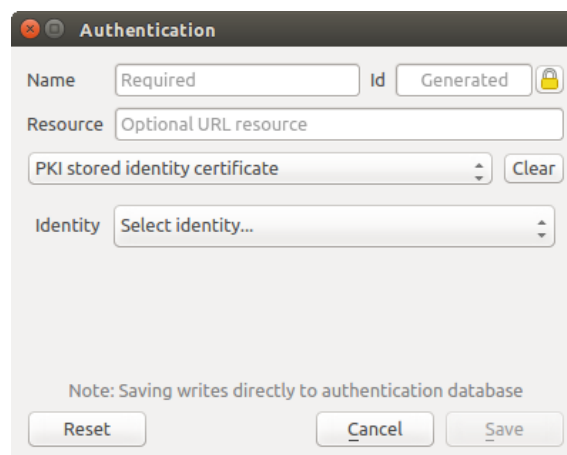 Authentication
Name Required Id Generated
Resource Optional URL resource
PKI stored identity certificate Clear
Identity Select identity...
Note: Saving writes directly to authentication database
Reset Cancel Save